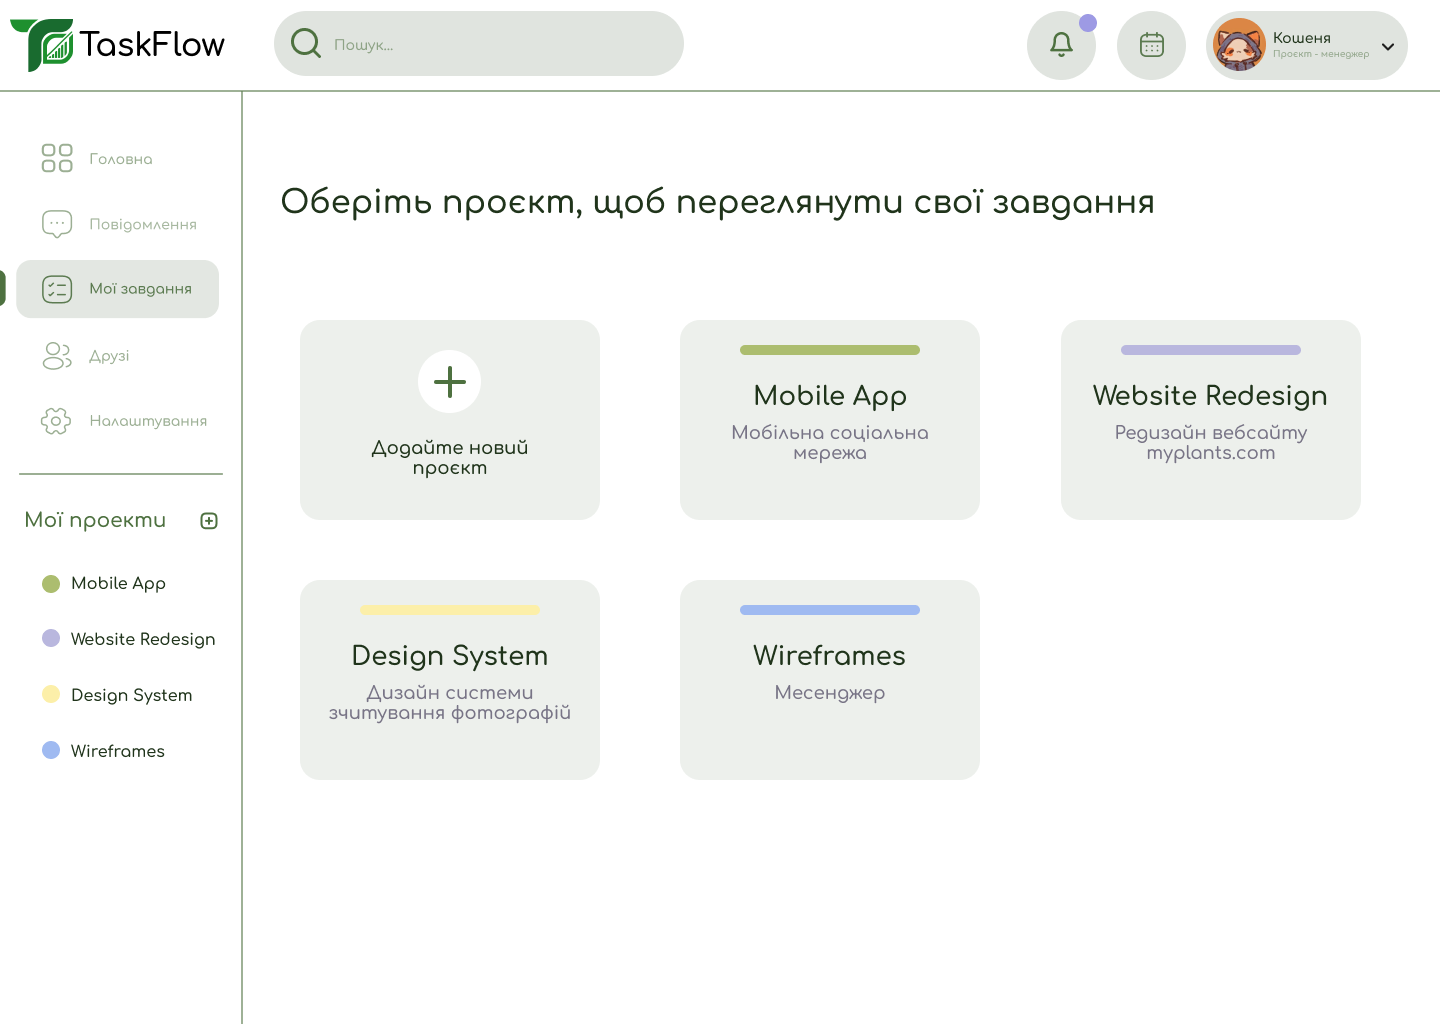 TaskFlow
Пошук...
Кошеня
Проєкт - менеджер
Головна
Повідомлення
Мої завдання
Друзі
Налаштування
Мої проекти
Mobile App
Website Redesign
Design System
Wireframes
Оберіть проєкт, щоб переглянути свої завдання
Додайте новий
проєкт
Mobile App
Мобільна соціальна
мережа
Website Redesign
Редизайн вебсайту
myplants.com
Design System
Дизайн системи
зчитування фотографій
Wireframes
Месенджер